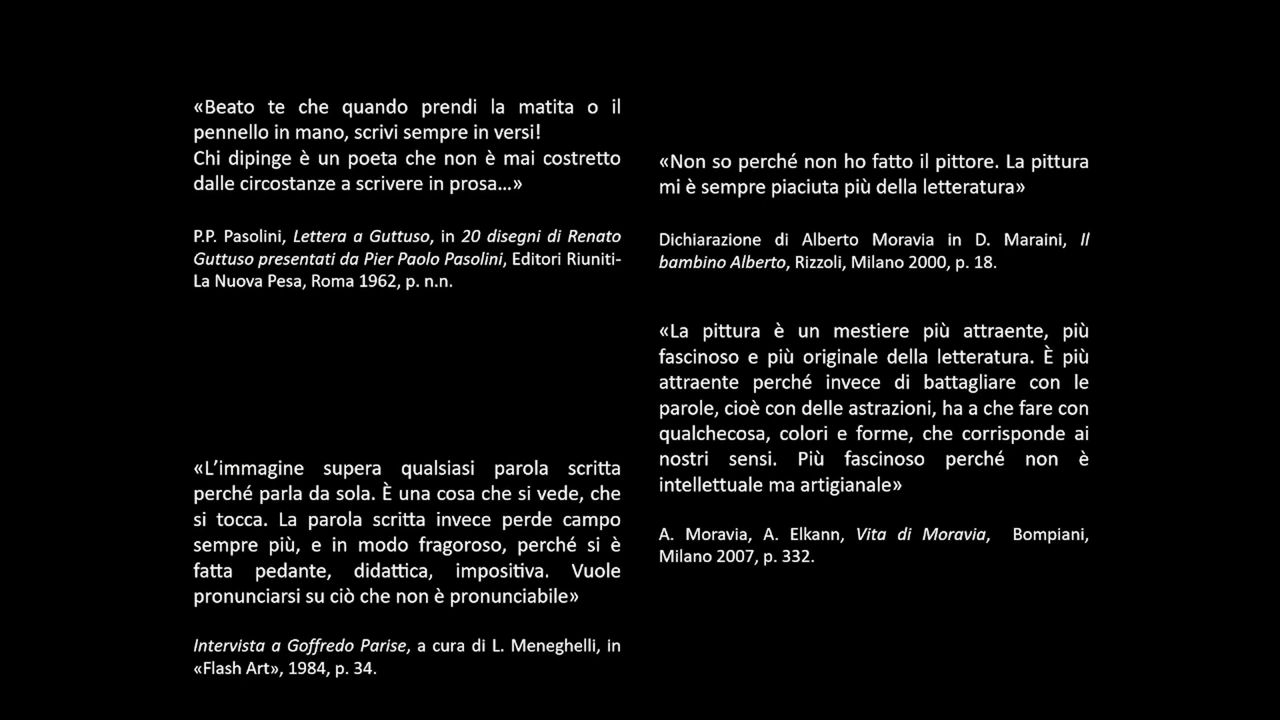 «Beato te che quando prendi la matita o il
pennello in mano, scrivi sempre in versi!
Chi dipinge è un poeta che non è mai costretto
dalle circostanze a scrivere in prosa...»
P.P. Pasolini, Lettera a Guttuso, in 20 disegni di Renato
Guttuso presentati da Pier Paolo Pasolini, Editori Riuniti-
La Nuova Pesa, Roma 1962, p. n.n.
«L’immagine supera qualsiasi parola scritta
perché parla da sola. È una cosa che si vede, che
si tocca. La parola scritta invece perde campo
sempre più, e in modo fragoroso, perché si è
fatta pedante, didattica, impositiva. Vuole
pronunciarsi su ciò che non è pronunciabile»
Intervista a Goffredo Parise, a cura di L. Meneghelli, in
«Flash Art», 1984, p. 34.
«Non so perché non ho fatto il pittore. La pittura
mi è sempre piaciuta più della letteratura»
Dichiarazione di Alberto Moravia in D. Maraini, Il
bambino Alberto, Rizzoli, Milano 2000, p. 18.
«La pittura è un mestiere più attraente, più
fascinoso e più originale della letteratura. È più
attraente perché invece di battagliare con le
parole, cioè con delle astrazioni, ha a che fare con
qualchecosa, colori e forme, che corrisponde ai
nostri sensi. Più fascinoso perché non è
intellettuale ma artigianale»
A. Moravia, A. Elkann, Vita di Moravia, Bompiani,
Milano 2007, p. 332.